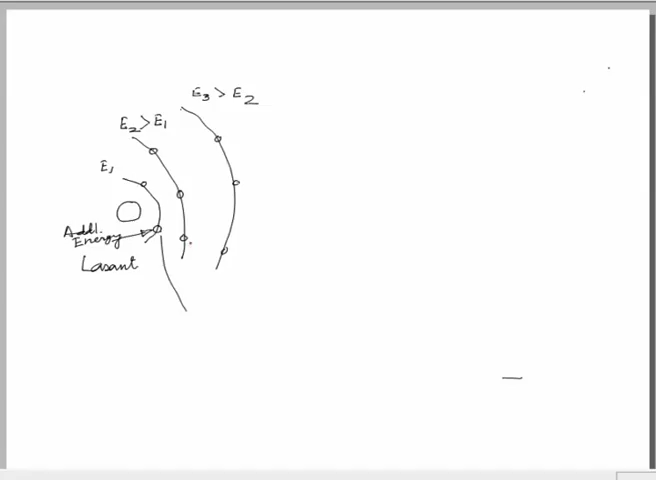 E3 > E2
E2 > E1
E1
Addl.
Energy
Lasant